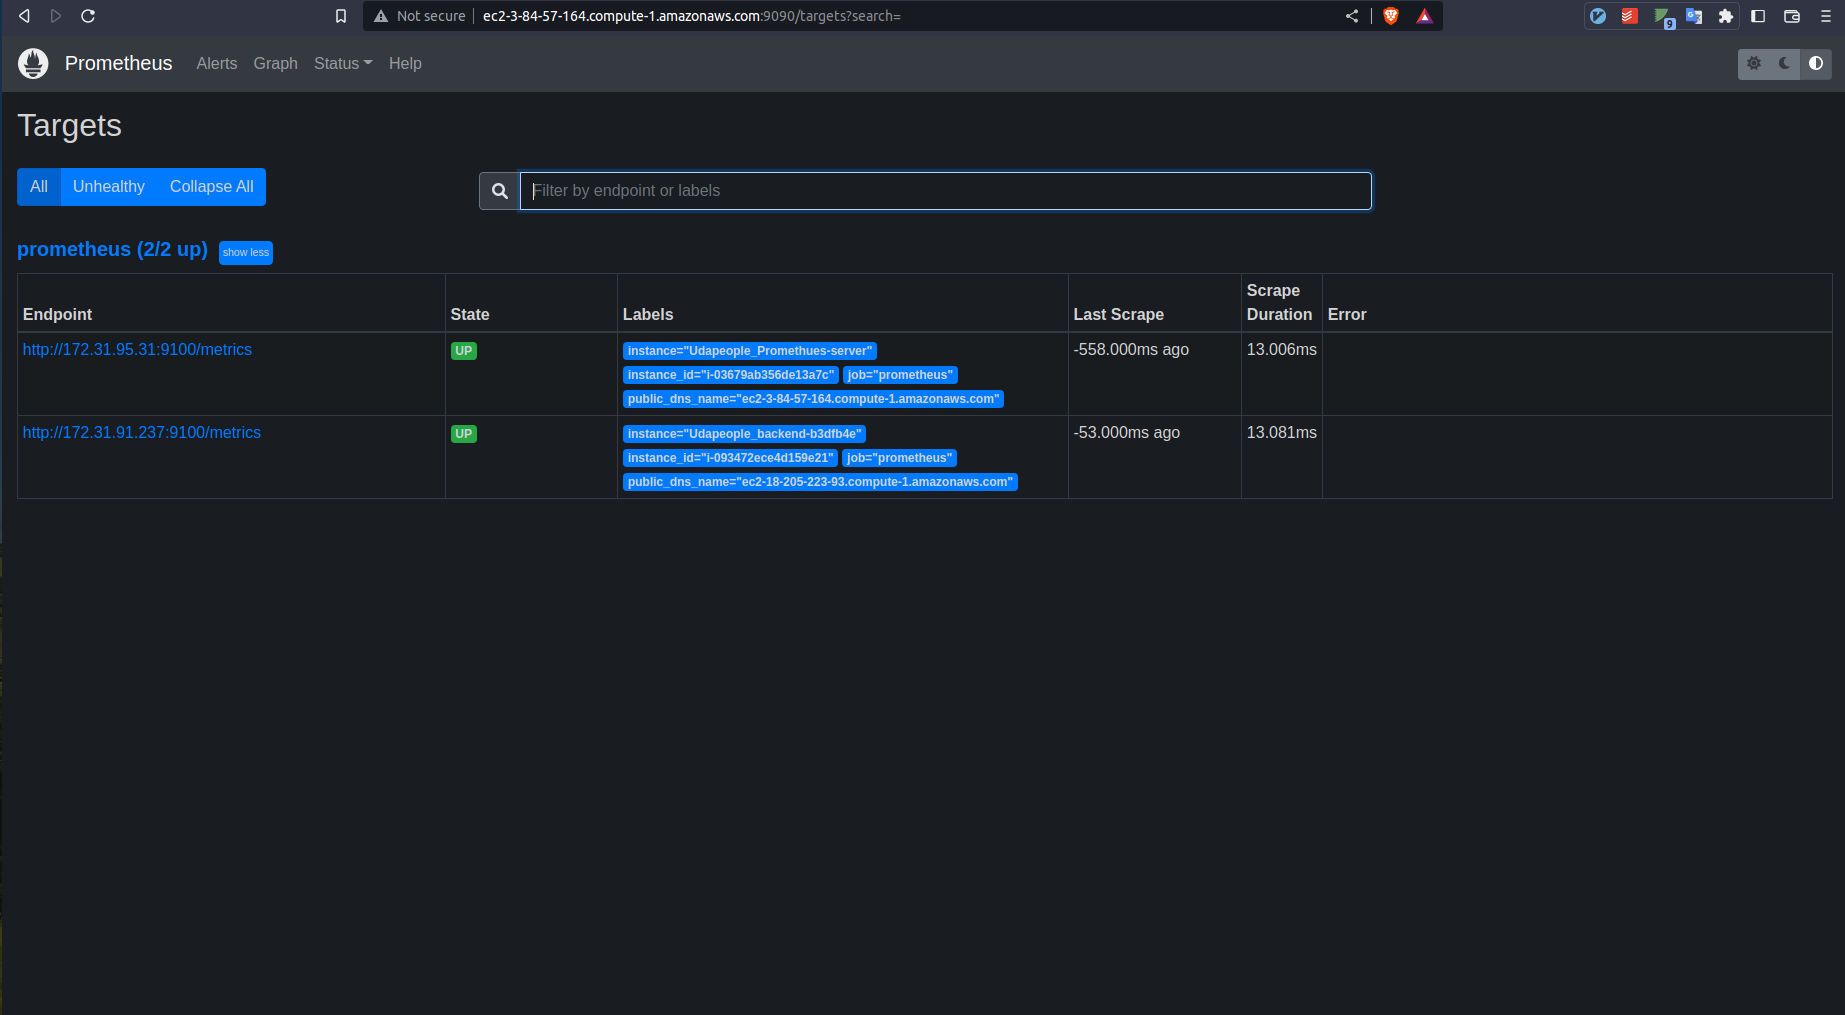 Not secure ec2-3-84-57-164.compute-1.amazonaws.com:9090/targets?search=
9
Prometheus Alerts Graph Status Help
Targets
All Unhealthy Collapse All
Filter by endpoint or labels
prometheus (2/2 up) show less
Endpoint State Labels Last Scrape Scrape Duration Error
http://172.31.95.31:9100/metrics UP instance="Udapeople_Promethues-server" -558.000ms ago 13.006ms
instance_id="i-03679ab356de13a7c" job="prometheus"
public_dns_name="ec2-3-84-57-164.compute-1.amazonaws.com"
http://172.31.91.237:9100/metrics UP instance="Udapeople_backend-b3dfb4e" -53.000ms ago 13.081ms
instance_id="i-093472ece4d159e21" job="prometheus"
public_dns_name="ec2-18-205-223-93.compute-1.amazonaws.com"